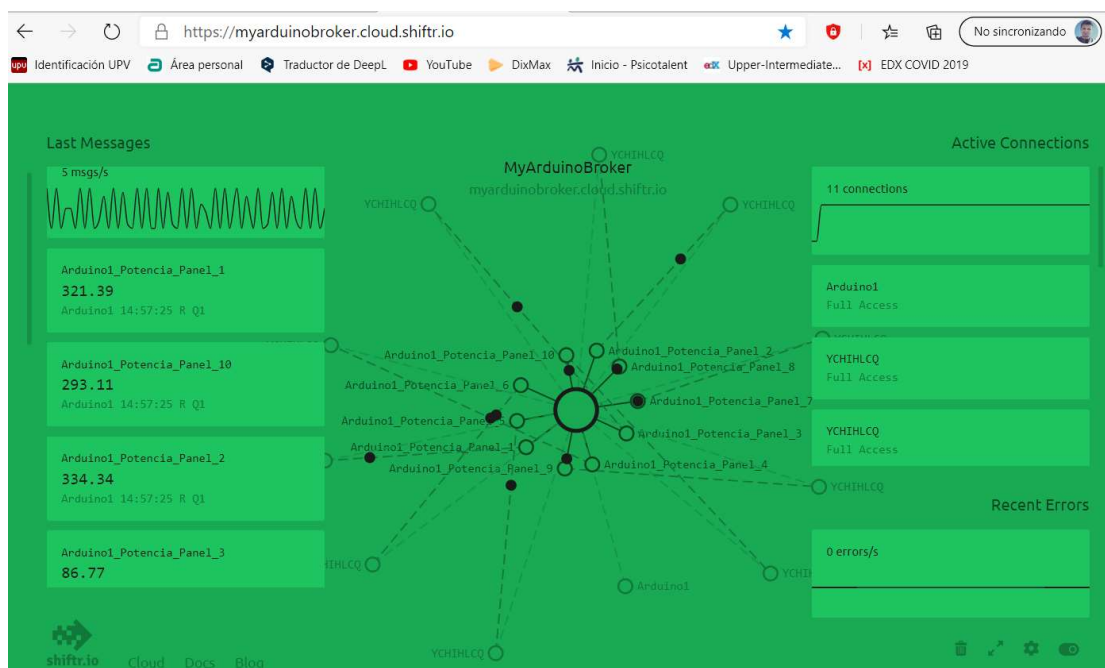 https://myarduinobroker.cloud.shiftr.io
No sincronizando
upv Identificación UPV
Área personal
Traductor de DeepL
YouTube
DixMax
Inicio - Psicotalent
edX Upper-Intermediate...
[x] EDX COVID 2019
Last Messages
5 msgs/s
Arduino1_Potencia_Panel_1
321.39
Arduino1 14:57:25 R Q1
Arduino1_Potencia_Panel_10
293.11
Arduino1 14:57:25 R Q1
Arduino1_Potencia_Panel_2
334.34
Arduino1 14:57:25 R Q1
Arduino1_Potencia_Panel_3
86.77
shiftr.io
Cloud Docs Blog
YCHIHLCQ
MyArduinoBroker
myarduinobroker.cloud.shiftr.io
YCHIHLCQ
YCHIHLCQ
Arduino1_Potencia_Panel_10
Arduino1_Potencia_Panel_2
Arduino1_Potencia_Panel_8
Arduino1_Potencia_Panel_6
Arduino1_Potencia_Panel_7
Arduino1_Potencia_Panel_5
Arduino1_Potencia_Panel_3
Arduino1_Potencia_Panel_1
Arduino1_Potencia_Panel_9
Arduino1_Potencia_Panel_4
YCHIHLCQ
IHLCQ
YCHIH
Arduino1
YCHIHLCQ
Active Connections
11 connections
Arduino1
Full Access
YCHIHLCQ
Full Access
YCHIHLCQ
Full Access
Recent Errors
0 errors/s